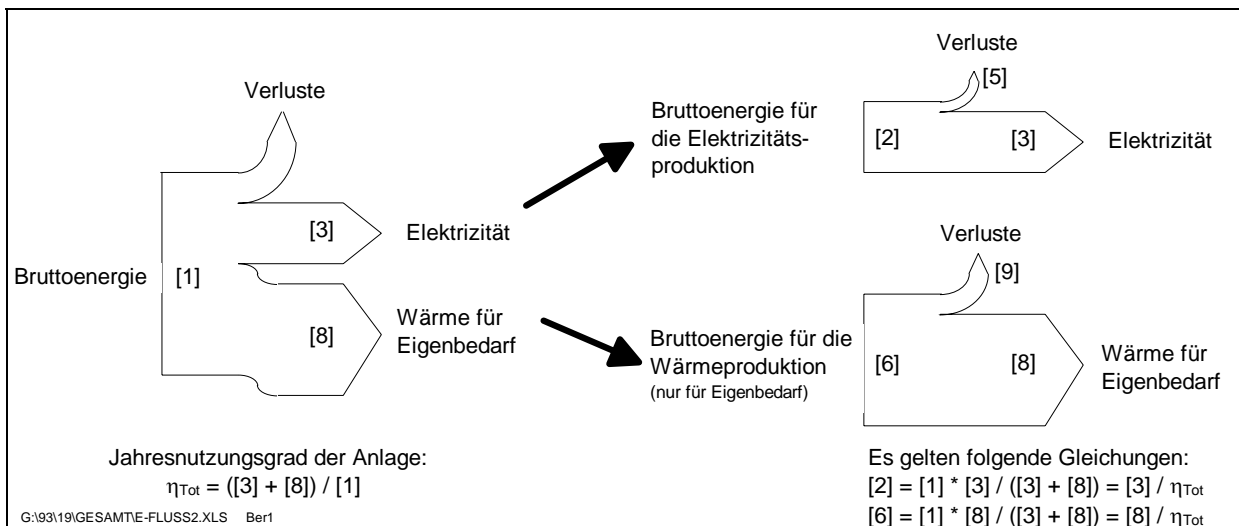 Verluste
[3]
Elektrizität
Bruttoenergie [1]
[8]
Wärme für
Eigenbedarf
Jahresnutzungsgrad der Anlage:
ηTot = ([3] + [8]) / [1]
G:\93\19\GESAMT\E-FLUSS2.XLS Ber1
Bruttoenergie für
die Elektrizitäts-
produktion
Verluste
[5]
[2]
[3]
Elektrizität
Bruttoenergie für die
Wärmeproduktion
(nur für Eigenbedarf)
Verluste
[9]
[6]
[8]
Wärme für
Eigenbedarf
Es gelten folgende Gleichungen:
[2] = [1] * [3] / ([3] + [8]) = [3] / ηTot
[6] = [1] * [8] / ([3] + [8]) = [8] / ηTot